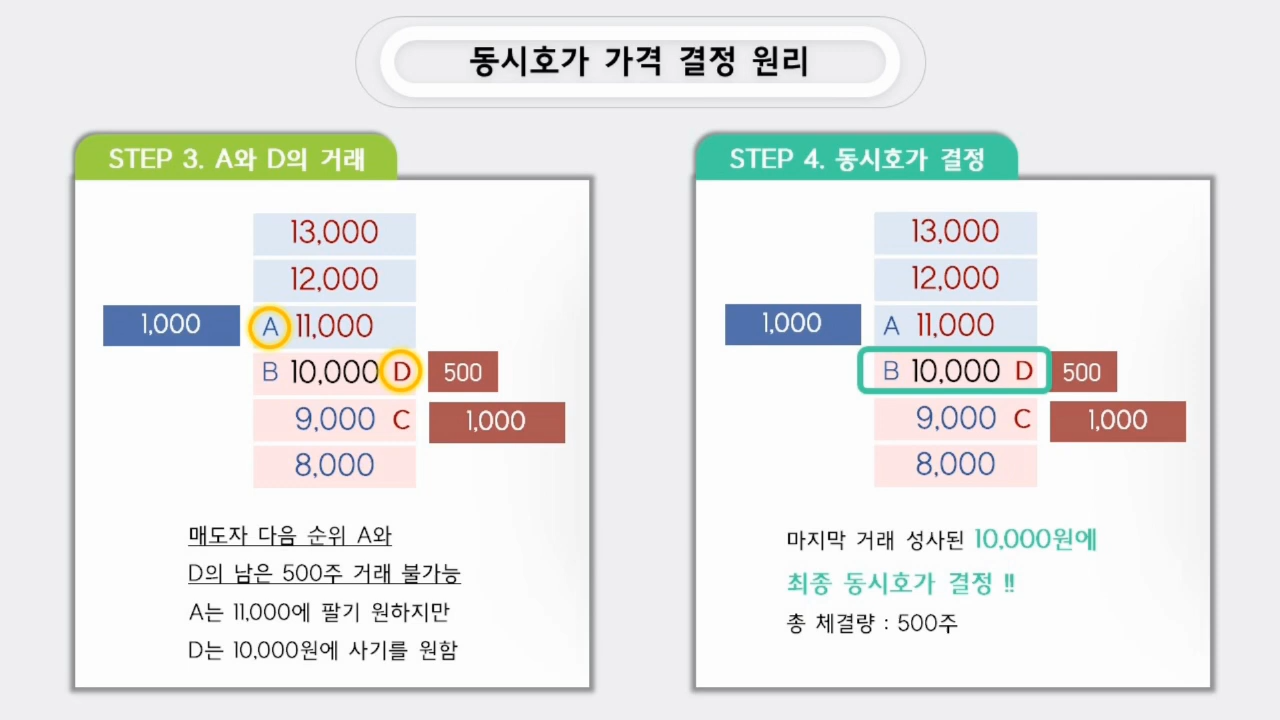 동시호가 가격 결정 원리
STEP 3. A와 D의 거래
13,000
12,000
1,000 A 11,000
B 10,000 D 500
9,000 C 1,000
8,000
매도자 다음 순위 A와
D의 남은 500주 거래 불가능
A는 11,000에 팔기 원하지만
D는 10,000원에 사기를 원함
STEP 4. 동시호가 결정
13,000
12,000
1,000 A 11,000
B 10,000 D 500
9,000 C 1,000
8,000
마지막 거래 성사된 10,000원에
최종 동시호가 결정 !!
총 체결량 : 500주